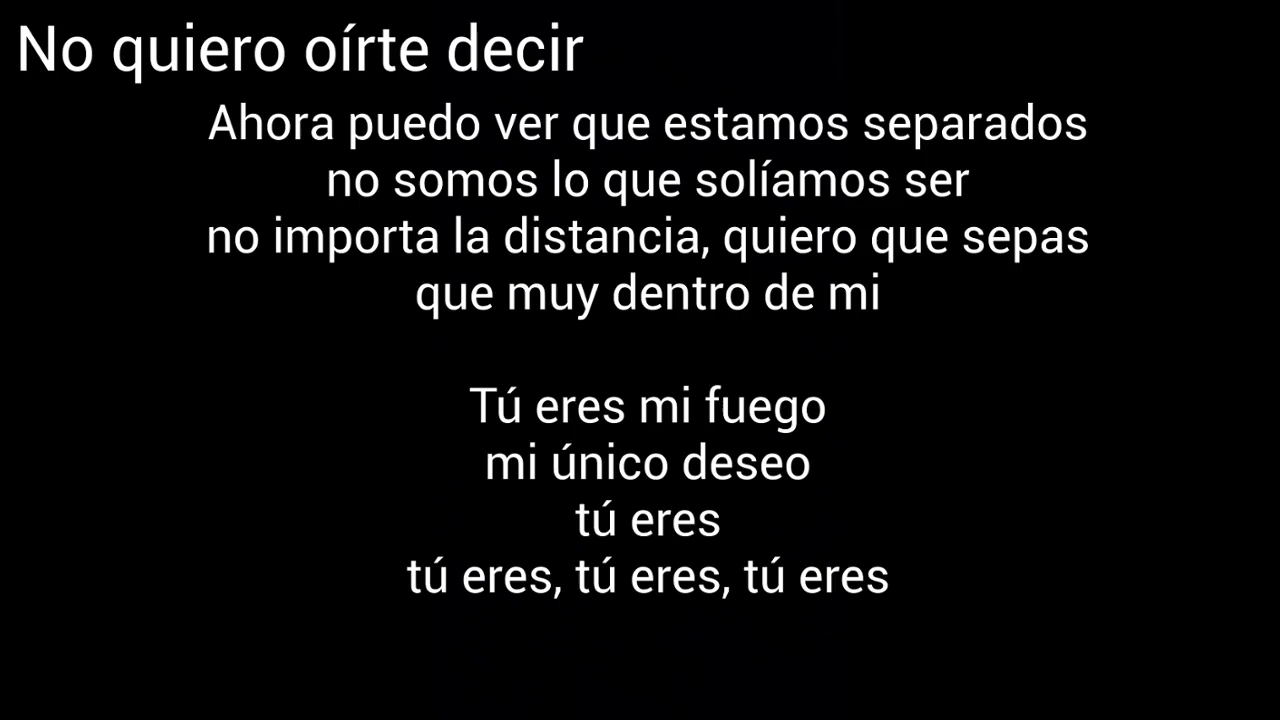 No quiero oírte decir
Ahora puedo ver que estamos separados
no somos lo que solíamos ser
no importa la distancia, quiero que sepas
que muy dentro de mi
Tú eres mi fuego
mi único deseo
tú eres
tú eres, tú eres, tú eres